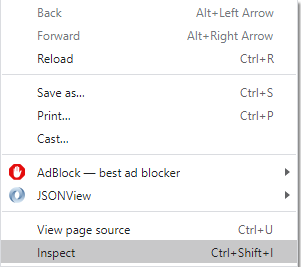 Back Alt+Left Arrow
Forward Alt+Right Arrow
Reload Ctrl+R
Save as... Ctrl+S
Print... Ctrl+P
Cast...
AdBlock — best ad blocker
JSONView
View page source Ctrl+U
Inspect Ctrl+Shift+I